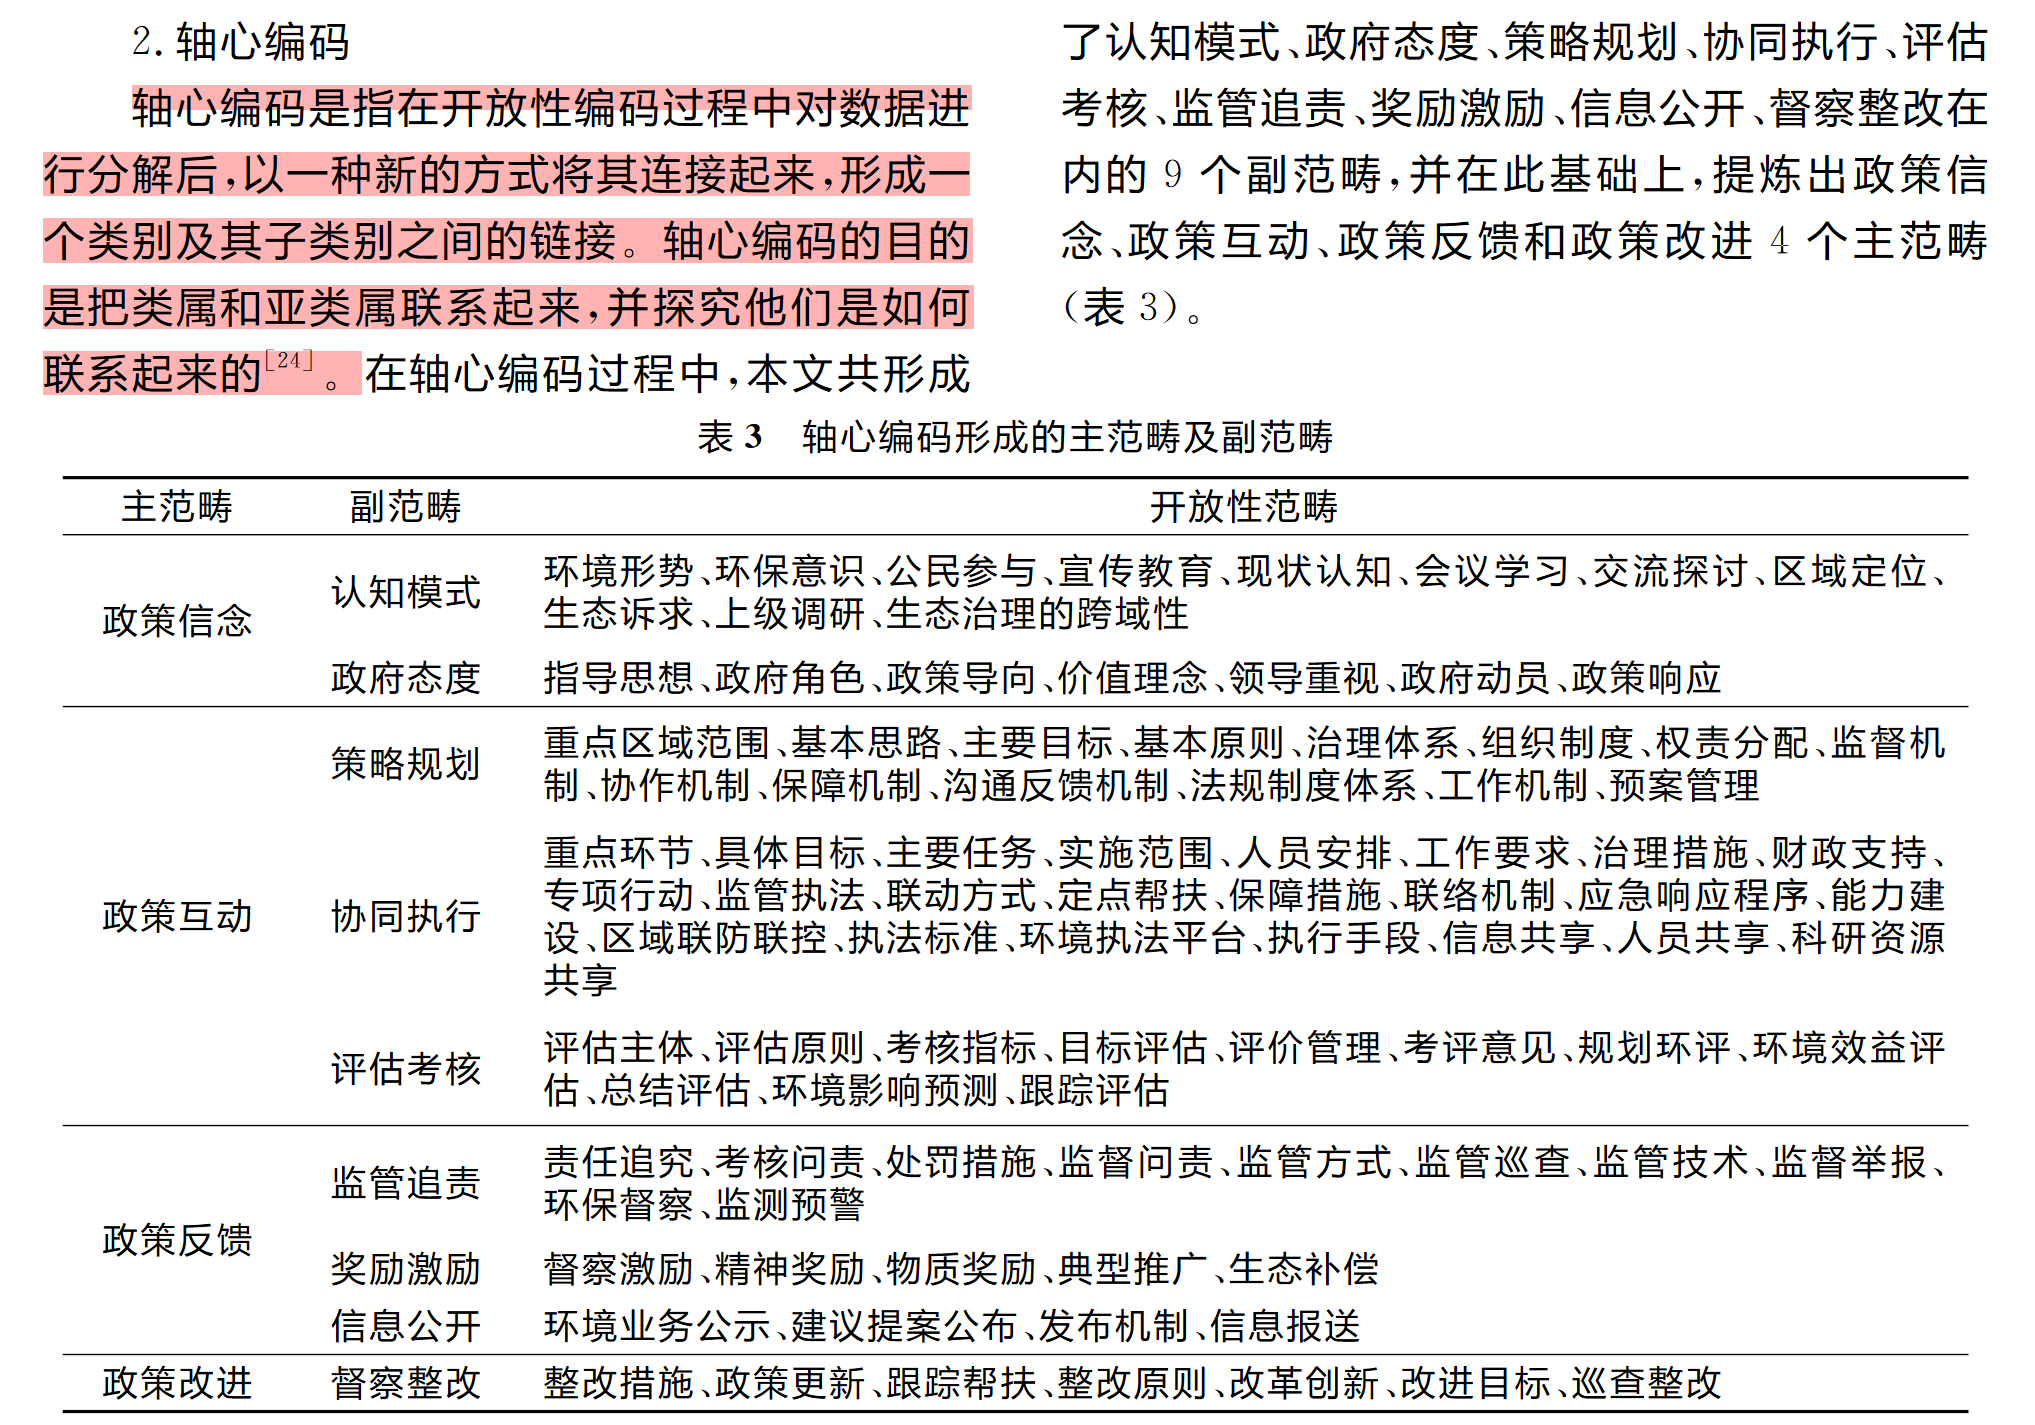 2. 轴心编码
轴心编码是指在开放性编码过程中对数据进
行分解后,以一种新的方式将其连接起来,形成一
个类别及其子类别之间的链接。轴心编码的目的
是把类属和亚类属联系起来,并探究他们是如何
联系起来的[24]。在轴心编码过程中,本文共形成
了认知模式、政府态度、策略规划、协同执行、评估
考核、监管追责、奖励激励、信息公开、督察整改在
内的 9 个副范畴,并在此基础上,提炼出政策信
念、政策互动、政策反馈和政策改进 4 个主范畴
(表 3)。
表 3 轴心编码形成的主范畴及副范畴
主范畴 副范畴 开放性范畴
政策信念
认知模式
环境形势、环保意识、公民参与、宣传教育、现状认知、会议学习、交流探讨、区域定位、
生态诉求、上级调研、生态治理的跨域性
政府态度 指导思想、政府角色、政策导向、价值理念、领导重视、政府动员、政策响应
政策互动
策略规划
重点区域范围、基本思路、主要目标、基本原则、治理体系、组织制度、权责分配、监督机
制、协作机制、保障机制、沟通反馈机制、法规制度体系、工作机制、预案管理
协同执行
重点环节、具体目标、主要任务、实施范围、人员安排、工作要求、治理措施、财政支持、
专项行动、监管执法、联动方式、定点帮扶、保障措施、联络机制、应急响应程序、能力建
设、区域联防联控、执法标准、环境执法平台、执行手段、信息共享、人员共享、科研资源
共享
评估考核
评估主体、评估原则、考核指标、目标评估、评价管理、考评意见、规划环评、环境效益评
估、总结评估、环境影响预测、跟踪评估
政策反馈
监管追责
责任追究、考核问责、处罚措施、监督问责、监管方式、监管巡查、监管技术、监督举报、
环保督察、监测预警
奖励激励 督察激励、精神奖励、物质奖励、典型推广、生态补偿
信息公开 环境业务公示、建议提案公布、发布机制、信息报送
政策改进 督察整改 整改措施、政策更新、跟踪帮扶、整改原则、改革创新、改进目标、巡查整改